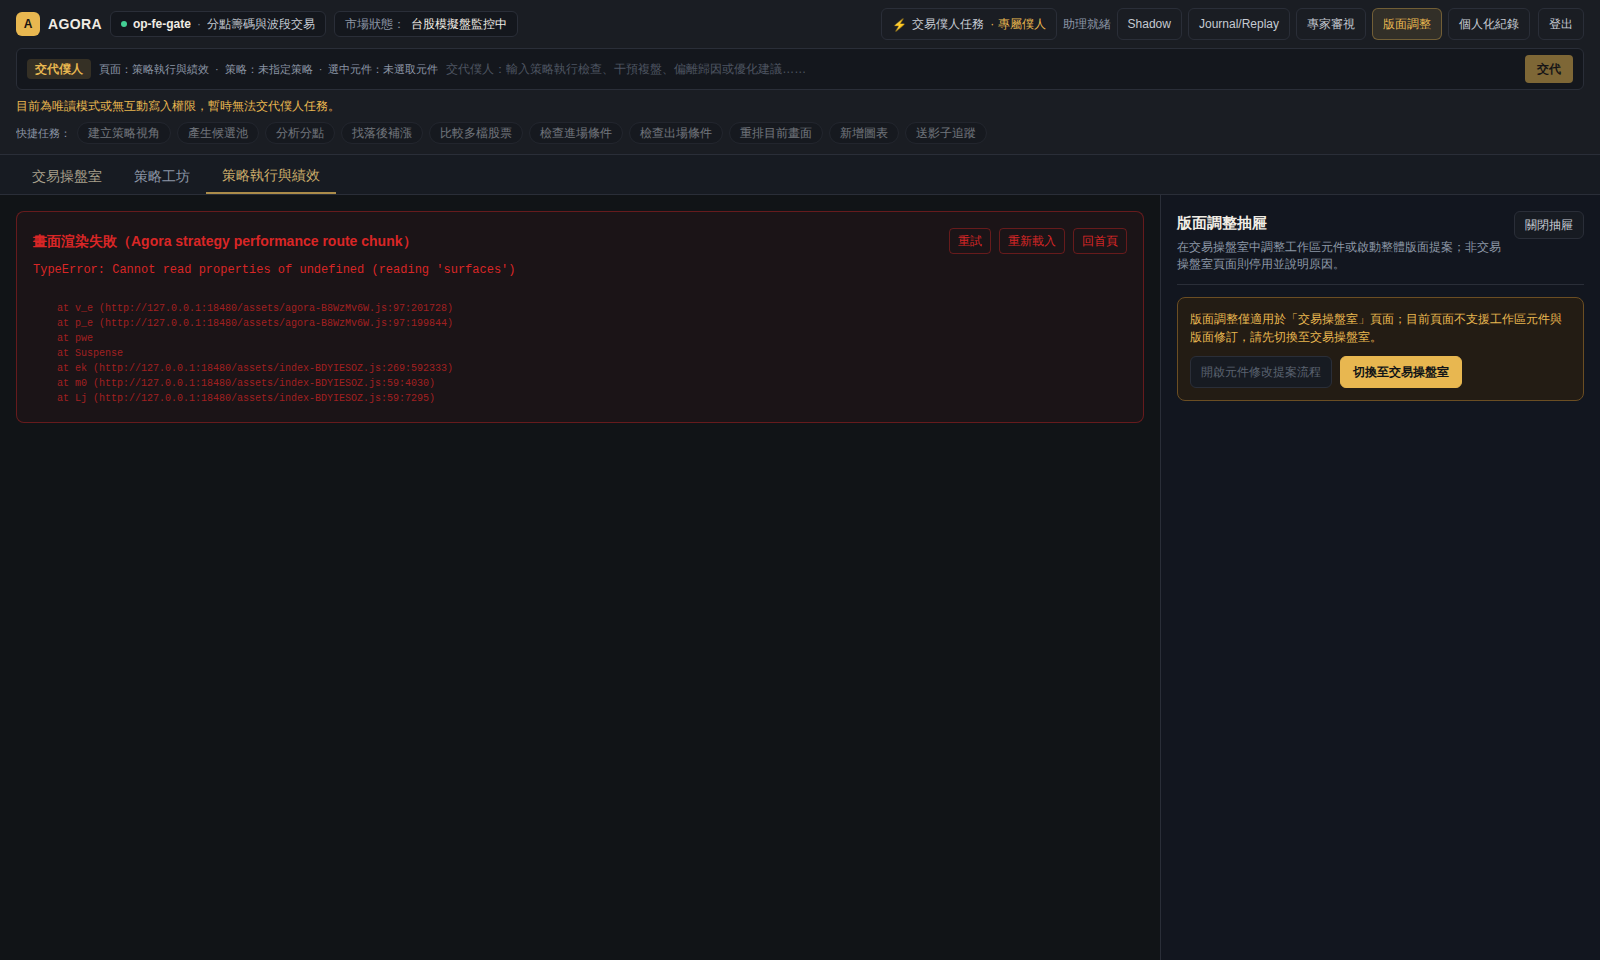 A AGORA op-fe-gate · 分點籌碼與波段交易 市場狀態： 台股模擬盤監控中 ⚡ 交易僕人任務 · 專屬僕人 助理就緒 Shadow Journal/Replay 專家審視 版面調整 個人化紀錄 登出
交代僕人 頁面：策略執行與績效 · 策略：未指定策略 · 選中元件：未選取元件 交代僕人：輸入策略執行檢查、干預複盤、偏離歸因或優化建議…… 交代
目前為唯讀模式或無互動寫入權限，暫時無法交代僕人任務。
快捷任務： 建立策略視角 產生候選池 分析分點 找落後補漲 比較多檔股票 檢查進場條件 檢查出場條件 重排目前畫面 新增圖表 送影子追蹤
交易操盤室 策略工坊 策略執行與績效
畫面渲染失敗（Agora strategy performance route chunk） 重試 重新載入 回首頁
TypeError: Cannot read properties of undefined (reading 'surfaces')
at v_e (http://127.0.0.1:18480/assets/agora-B8WzMv6W.js:97:201728)
at p_e (http://127.0.0.1:18480/assets/agora-B8WzMv6W.js:97:199844)
at pwe
at Suspense
at ek (http://127.0.0.1:18480/assets/index-BDYIESOZ.js:269:592333)
at m0 (http://127.0.0.1:18480/assets/index-BDYIESOZ.js:59:4030)
at Lj (http://127.0.0.1:18480/assets/index-BDYIESOZ.js:59:7295)
版面調整抽屜 關閉抽屜
在交易操盤室中調整工作區元件或啟動整體版面提案；非交易
操盤室頁面則停用並說明原因。
版面調整僅適用於「交易操盤室」頁面；目前頁面不支援工作區元件與
版面修訂，請先切換至交易操盤室。
開啟元件修改提案流程 切換至交易操盤室